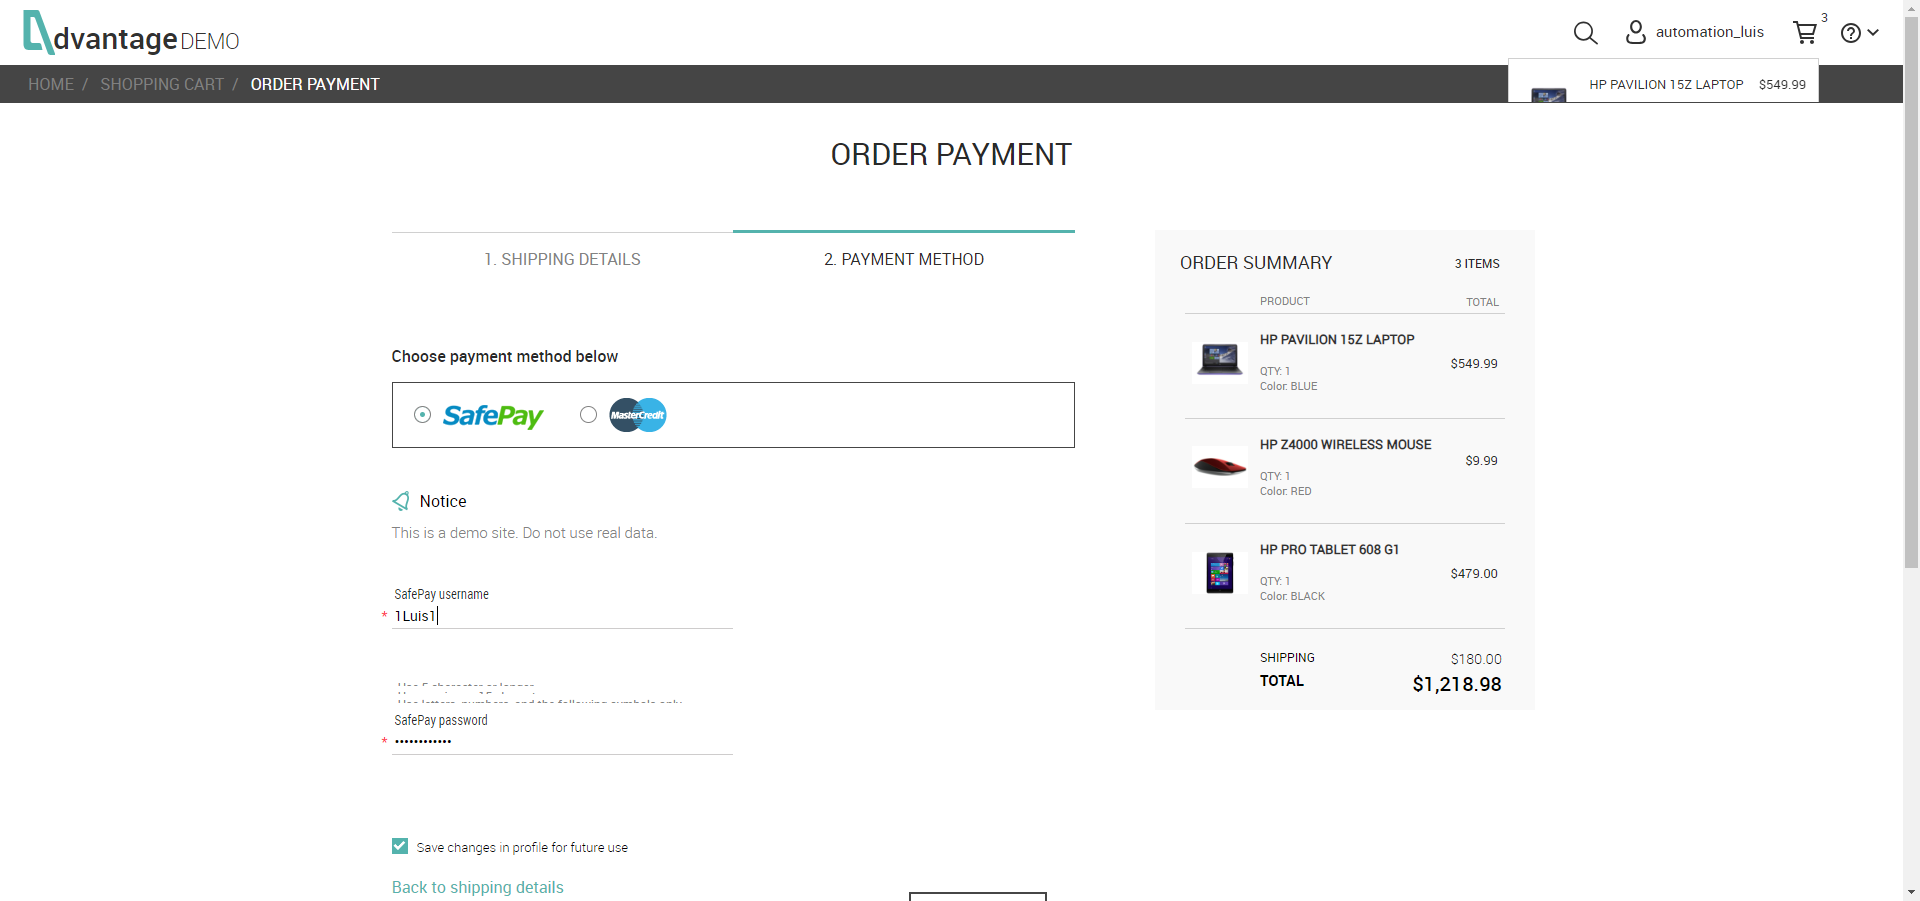 dvantage DEMO
automation_luis
3
HOME / SHOPPING CART / ORDER PAYMENT
HP PAVILION 15Z LAPTOP $549.99
ORDER PAYMENT
1. SHIPPING DETAILS
2. PAYMENT METHOD
Choose payment method below
SafePay
MasterCredit
Notice
This is a demo site. Do not use real data.
SafePay username
* 1Luis1
SafePay password
* ••••••••••••
Save changes in profile for future use
Back to shipping details
ORDER SUMMARY 3 ITEMS
PRODUCT TOTAL
HP PAVILION 15Z LAPTOP
$549.99
QTY: 1
Color: BLUE
HP Z4000 WIRELESS MOUSE
$9.99
QTY: 1
Color: RED
HP PRO TABLET 608 G1
$479.00
QTY: 1
Color: BLACK
SHIPPING $180.00
TOTAL $1,218.98